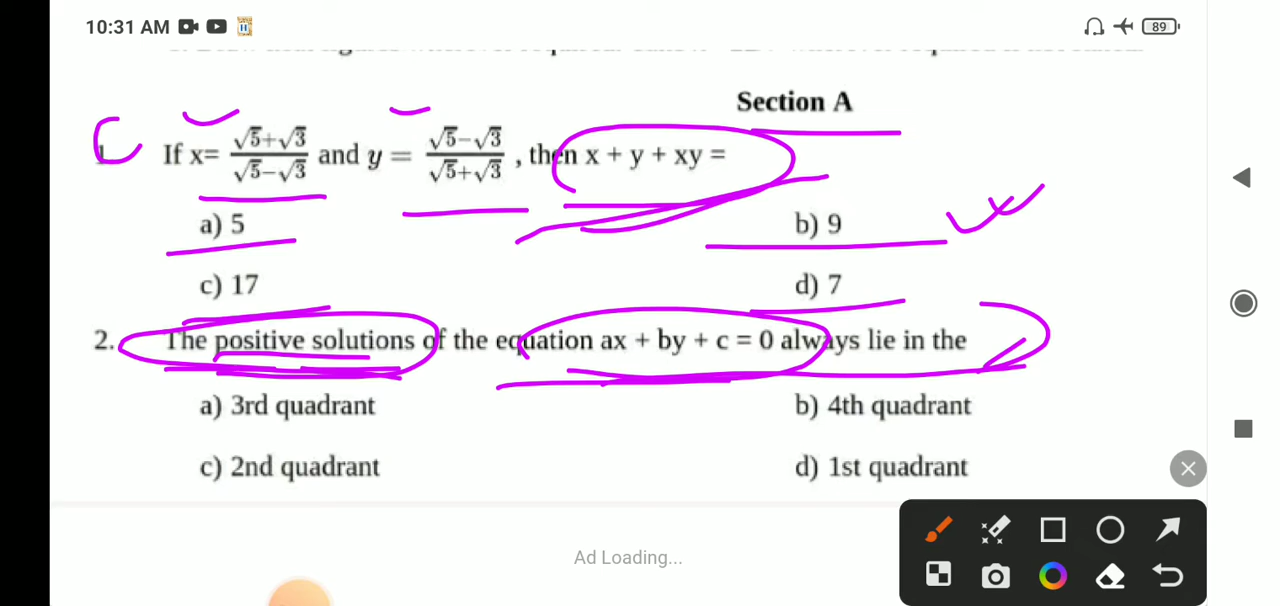 10:31 AM 89
Section A
1. If x= √5+√3/√5−√3 and y = √5−√3/√5+√3 , then x + y + xy =
a) 5 b) 9
c) 17 d) 7
2. The positive solutions of the equation ax + by + c = 0 always lie in the
a) 3rd quadrant b) 4th quadrant
c) 2nd quadrant d) 1st quadrant
Ad Loading...